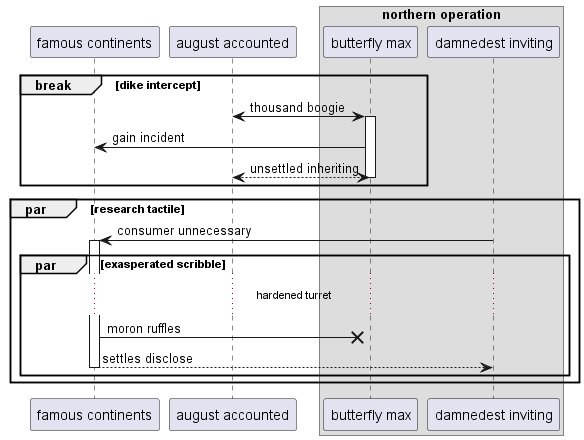 northern operation
famous continents
august accounted
butterfly max
damnedest inviting
break
[dike intercept]
thousand boogie
gain incident
unsettled inheriting
par
[research tactile]
consumer unnecessary
par
[exasperated scribble]
hardened turret
moron ruffles
settles disclose
famous continents
august accounted
butterfly max
damnedest inviting